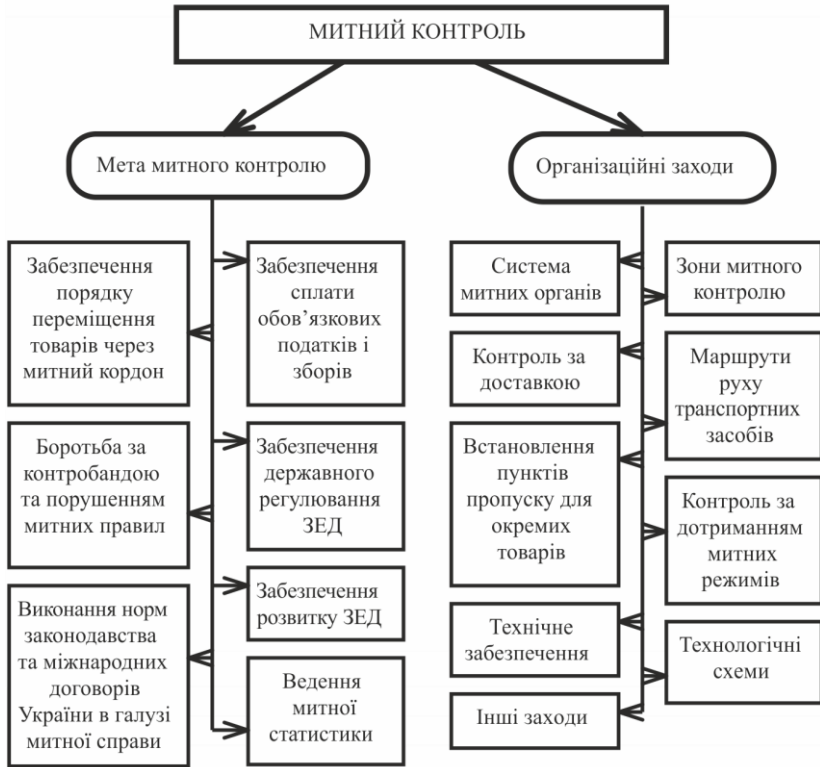 МИТНИЙ КОНТРОЛЬ
Мета митного контролю
Забезпечення
порядку
переміщення
товарів через
митний кордон
Забезпечення
сплати
обов’язкових
податків і
зборів
Боротьба за
контробандою
та порушенням
митних правил
Забезпечення
державного
регулювання
ЗЕД
Виконання норм
законодавства
та міжнародних
договорів
України в галузі
митної справи
Забезпечення
розвитку ЗЕД
Ведення
митної
статистики
Організаційні заходи
Система
митних органів
Зони митного
контролю
Контроль за
доставкою
Маршрути
руху
транспортних
засобів
Встановлення
пунктів
пропуску для
окремих
товарів
Контроль за
дотриманням
митних
режимів
Технічне
забезпечення
Технологічні
схеми
Інші заходи